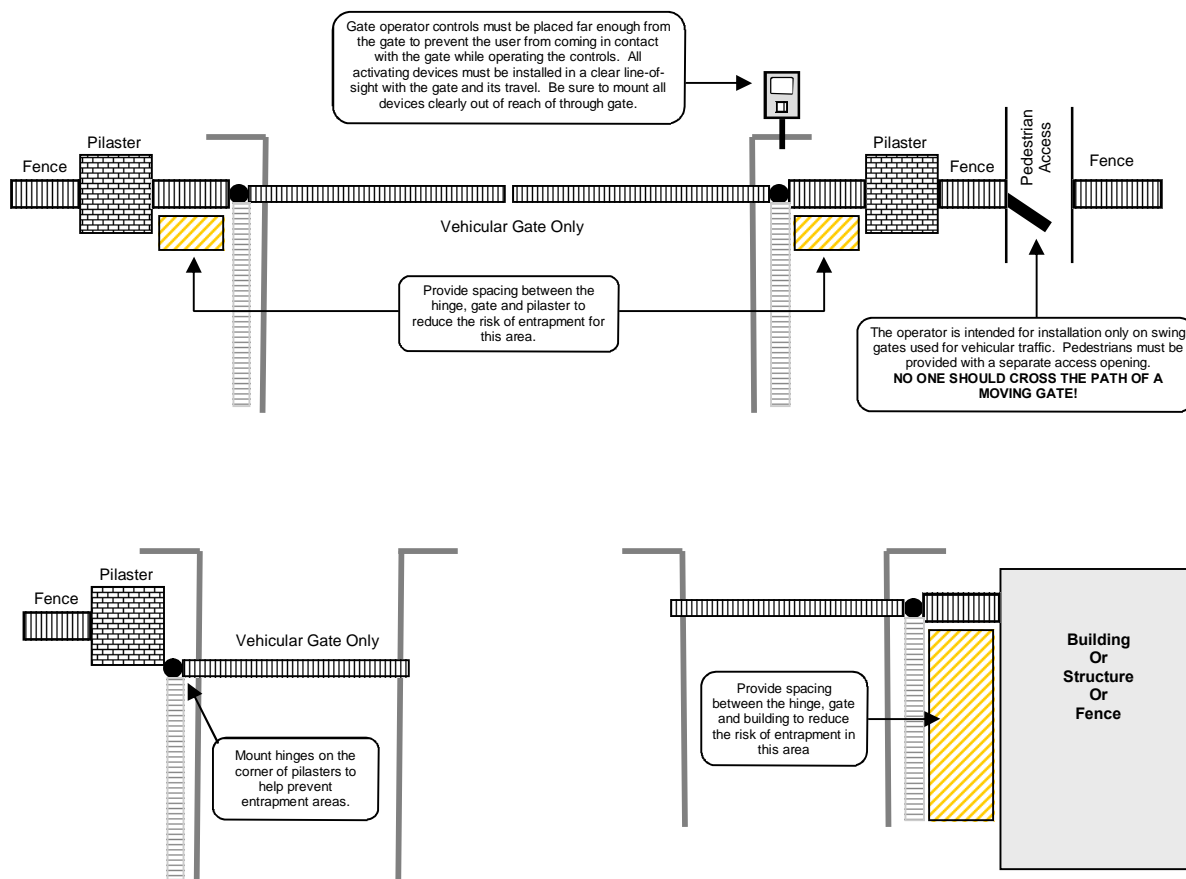 Gate operator controls must be placed far enough from
the gate to prevent the user from coming in contact
with the gate while operating the controls. All
activating devices must be installed in a clear line-of-
sight with the gate and its travel. Be sure to mount all
devices clearly out of reach of through gate.
Pilaster
Fence
Pilaster
Fence
Pedestrian
Access
Fence
Vehicular Gate Only
Provide spacing between the
hinge, gate and pilaster to
reduce the risk of entrapment for
this area.
The operator is intended for installation only on swing
gates used for vehicular traffic. Pedestrians must be
provided with a separate access opening.
NO ONE SHOULD CROSS THE PATH OF A
MOVING GATE!
Pilaster
Fence
Vehicular Gate Only
Mount hinges on the
corner of pilasters to
help prevent
entrapment areas.
Provide spacing
between the hinge, gate
and building to reduce
the risk of entrapment in
this area
Building
Or
Structure
Or
Fence